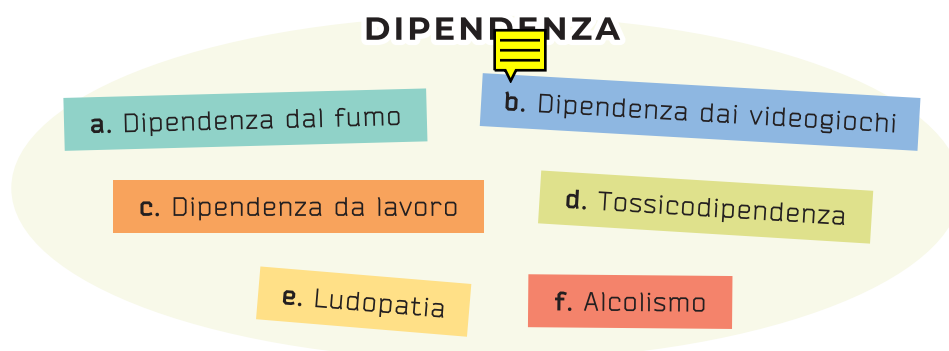 DIPENDENZA
a. Dipendenza dal fumo
b. Dipendenza dai videogiochi
c. Dipendenza da lavoro
d. Tossicodipendenza
e. Ludopatia
f. Alcolismo